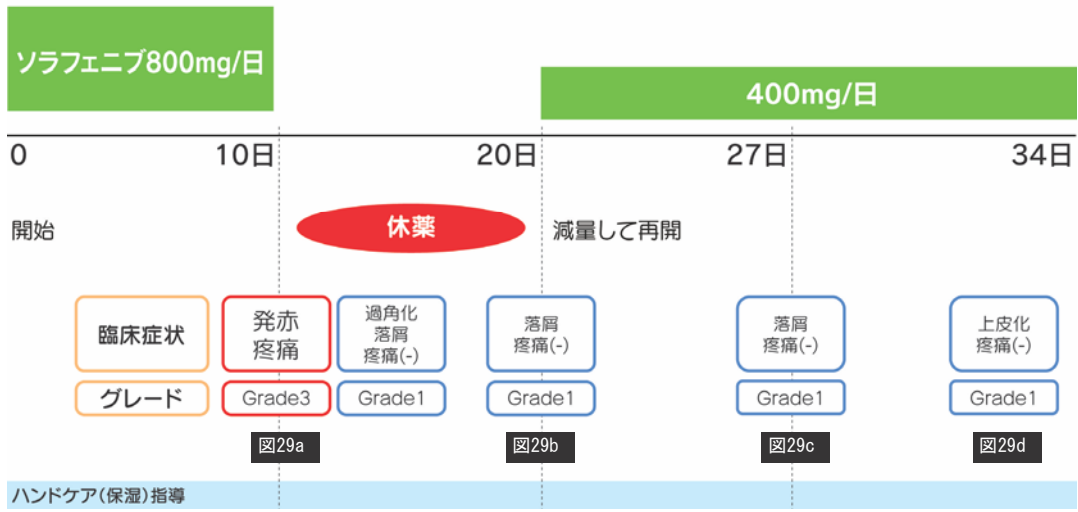 ソラフェニブ800mg/日
400mg/日
0
10日
20日
27日
34日
開始
休薬
減量して再開
臨床症状
発赤
疼痛
過角化
落屑
疼痛(-)
落屑
疼痛(-)
落屑
疼痛(-)
上皮化
疼痛(-)
グレード
Grade3
Grade1
Grade1
Grade1
Grade1
図29a
図29b
図29c
図29d
ハンドケア(保湿)指導